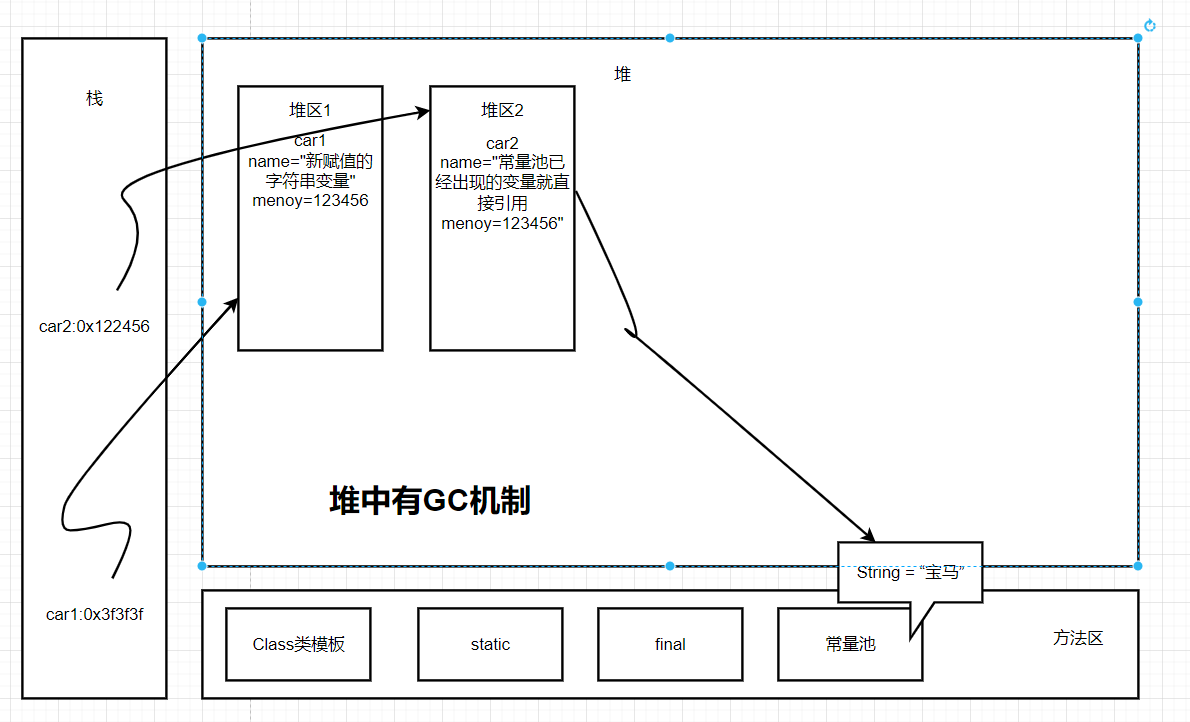 栈
堆
堆区1
car1
name="新赋值的
字符串变量"
menoy=123456
堆区2
car2
name="常量池已
经出现的变量就直
接引用
menoy=123456"
car2:0x122456
堆中有GC机制
car1:0x3f3f3f
String = “宝马”
Class类模板
static
final
常量池
方法区